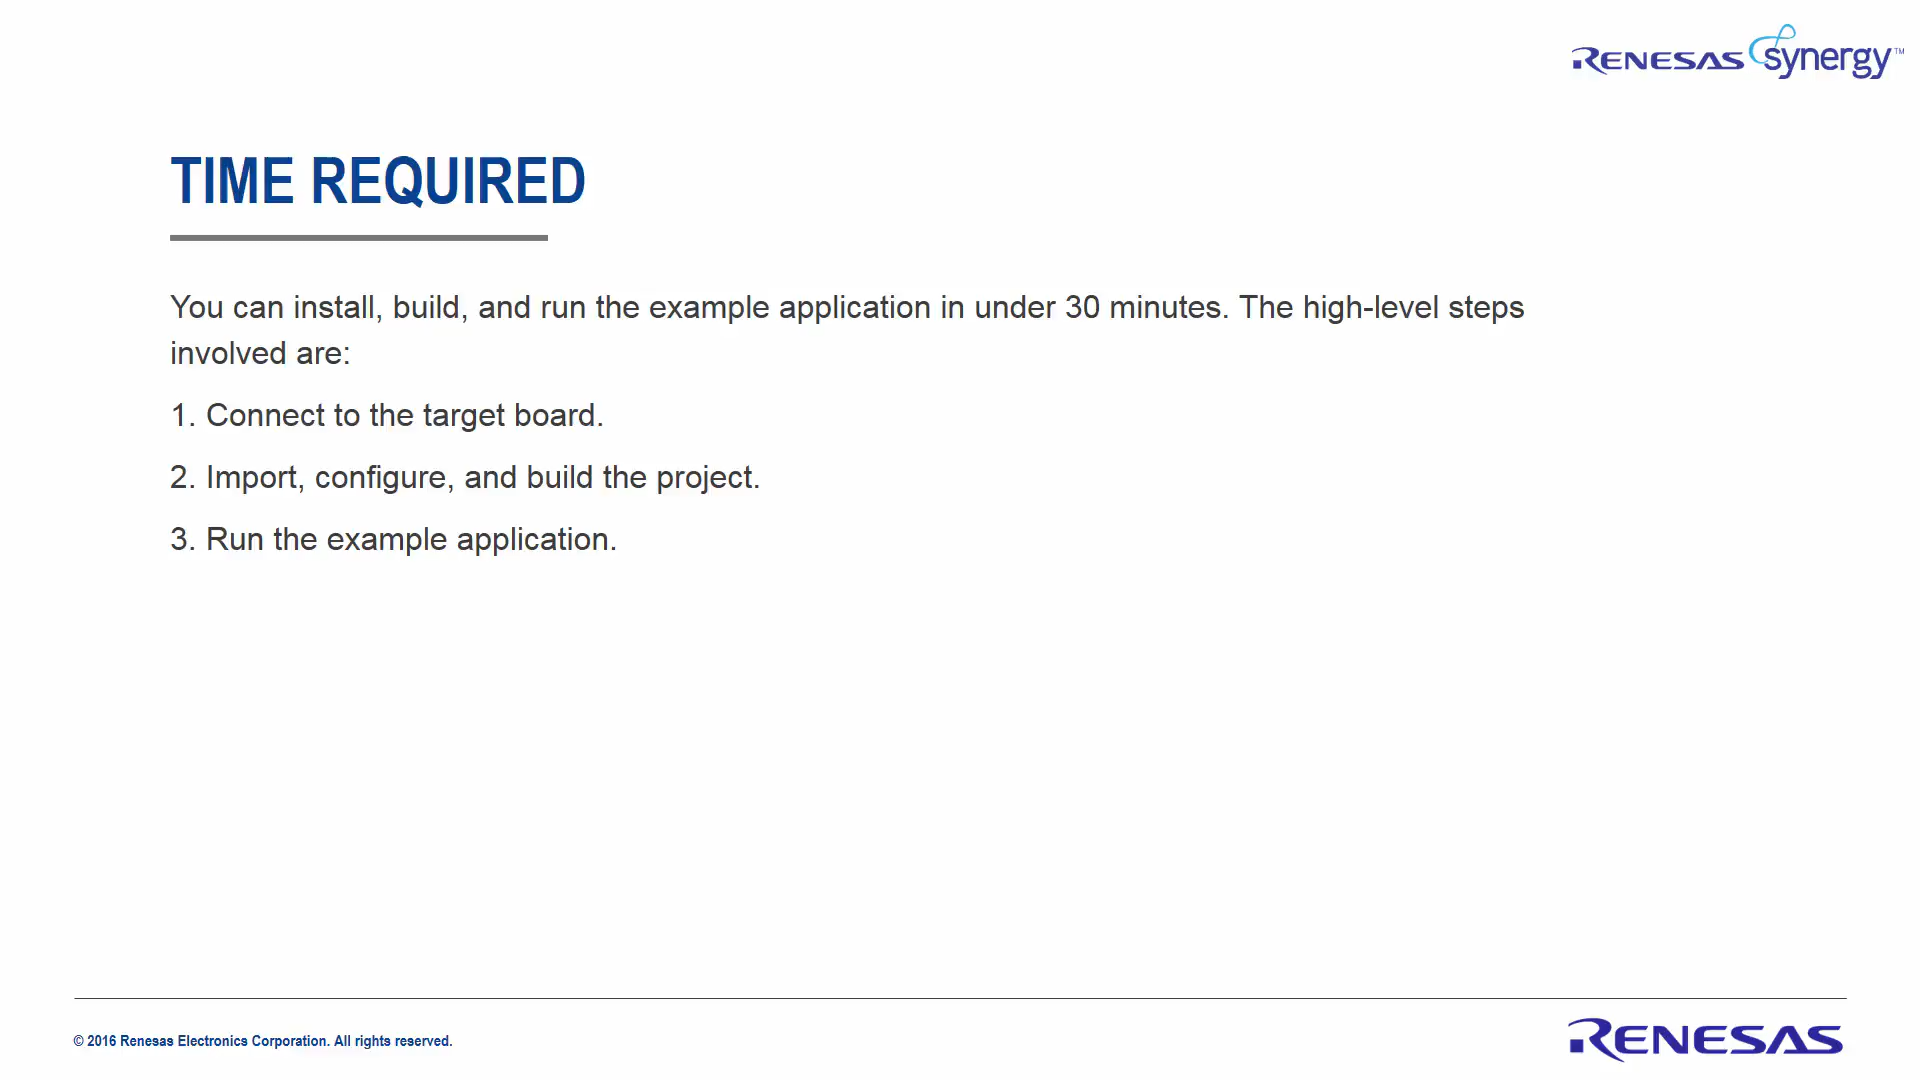 RENESAS synergy™
TIME REQUIRED
You can install, build, and run the example application in under 30 minutes. The high-level steps
involved are:
1. Connect to the target board.
2. Import, configure, and build the project.
3. Run the example application.
© 2016 Renesas Electronics Corporation. All rights reserved.
RENESAS